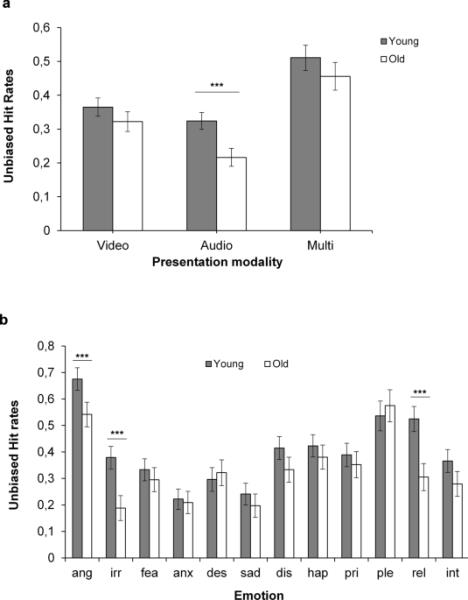 a
0,6
0,5
0,4
0,3
0,2
0,1
0
Unbiased Hit Rates
***
Young
Old
Video Audio Multi
Presentation modality
b
0,8
0,7
0,6
0,5
0,4
0,3
0,2
0,1
0
Unbiased Hit rates
*** *** ***
Young Old
ang irr fea anx des sad dis hap pri ple rel int
Emotion